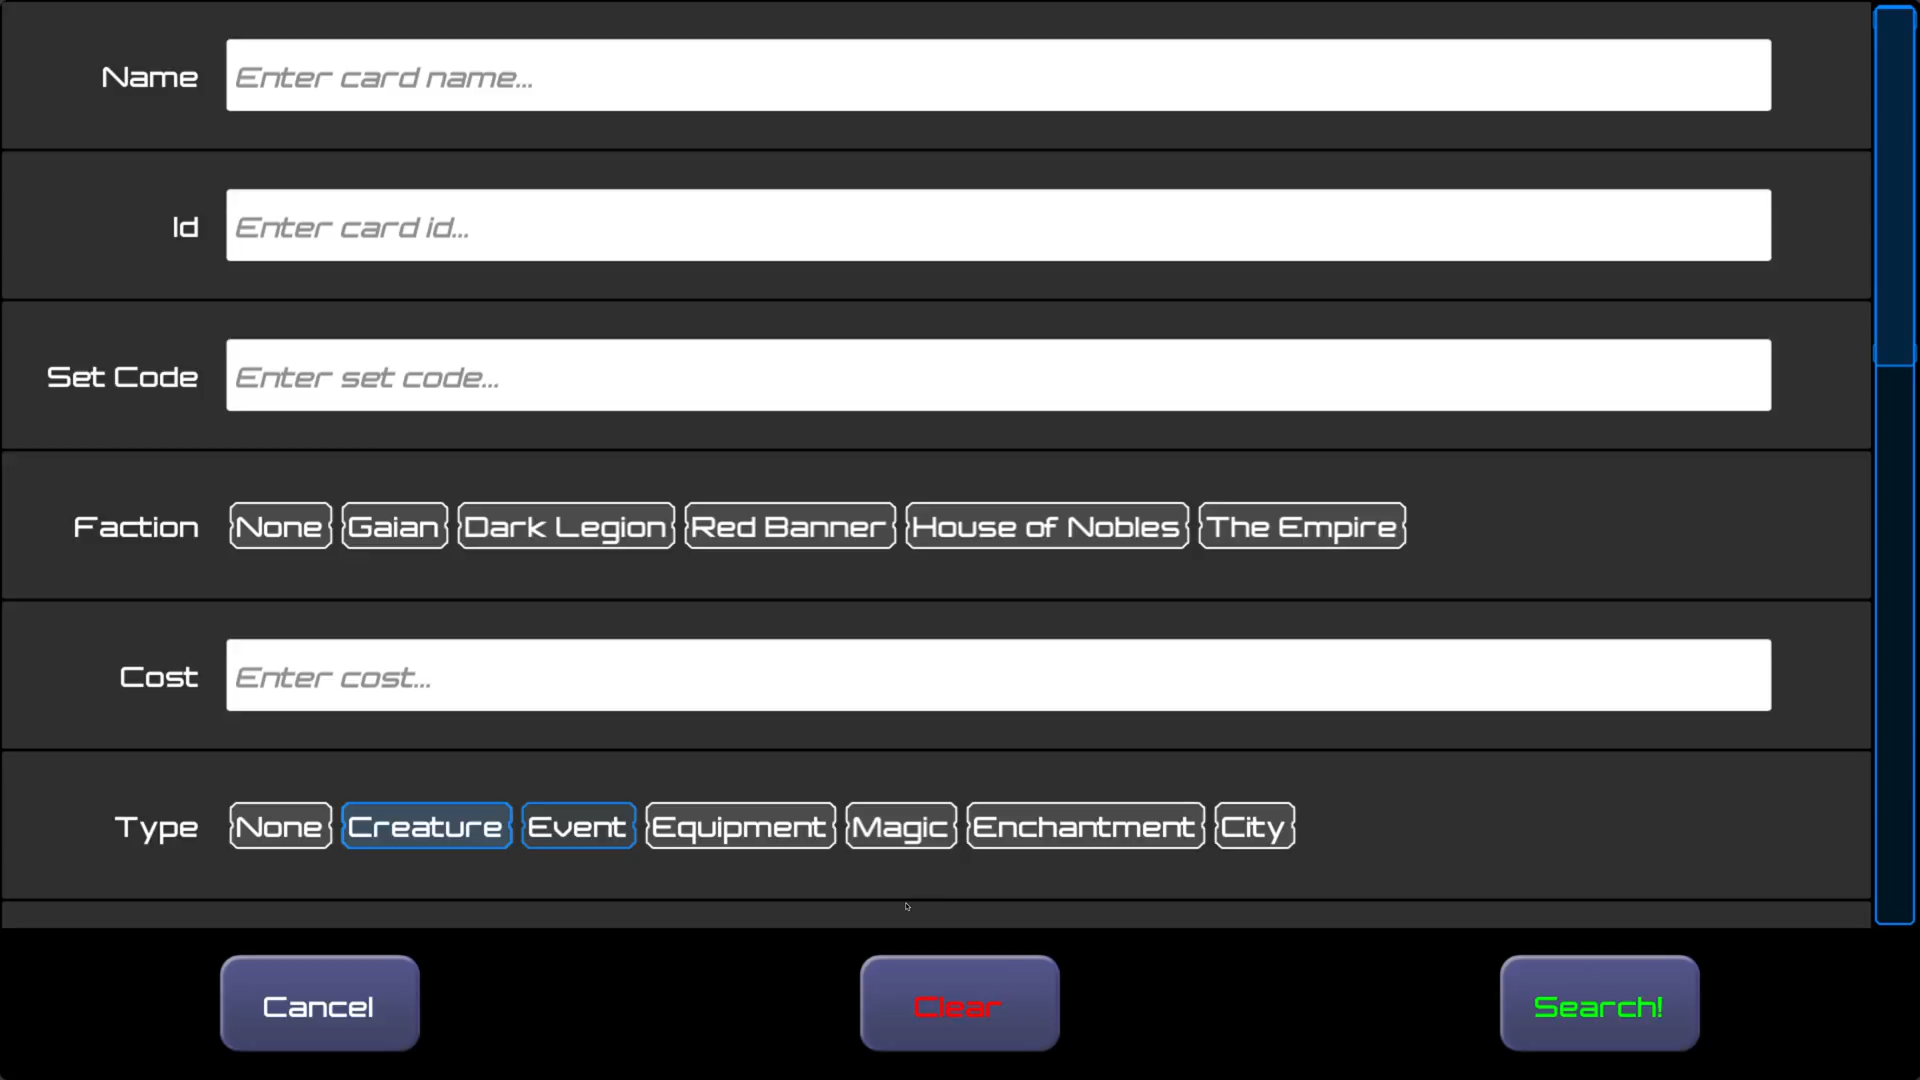 Name Enter card name...
Id Enter card id...
Set Code Enter set code...
Faction None Gaian Dark Legion Red Banner House of Nobles The Empire
Cost Enter cost...
Type None Creature Event Equipment Magic Enchantment City
Cancel Clear Search!